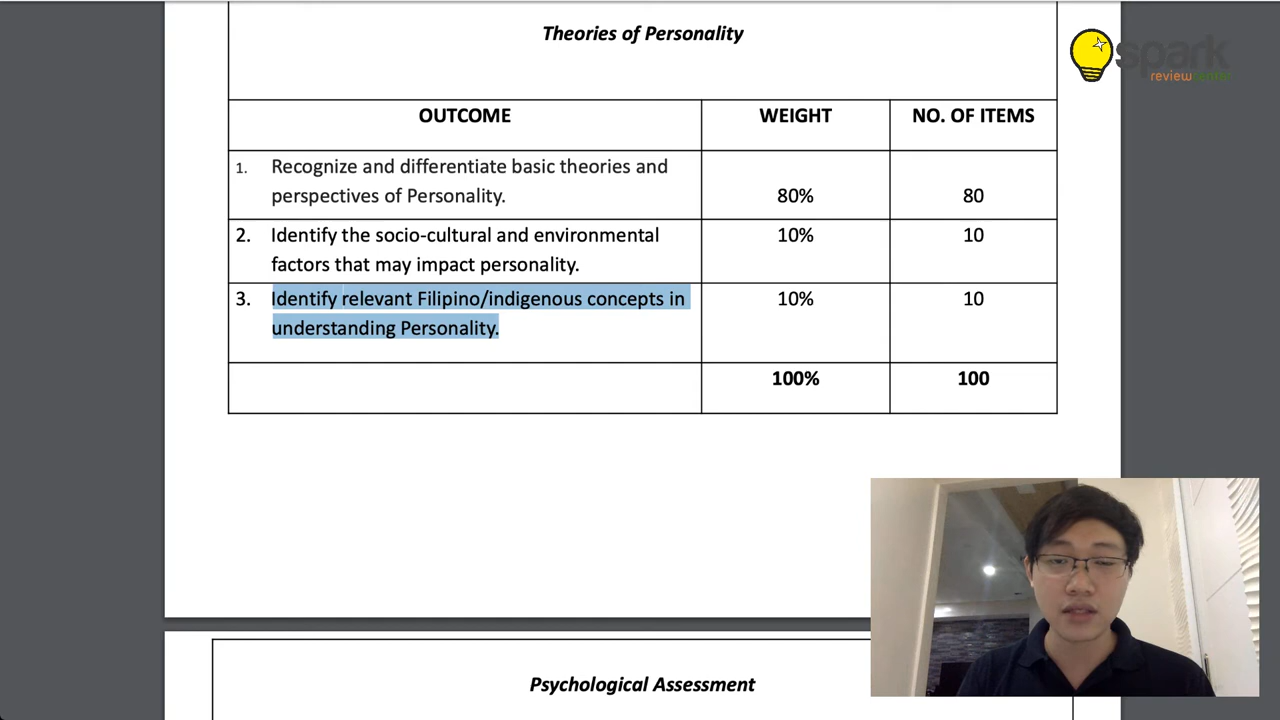 Theories of Personality
spark
reviewcenter
OUTCOME WEIGHT NO. OF ITEMS
1. Recognize and differentiate basic theories and
perspectives of Personality. 80% 80
2. Identify the socio-cultural and environmental 10% 10
factors that may impact personality.
3. Identify relevant Filipino/indigenous concepts in 10% 10
understanding Personality.
100% 100
Psychological Assessment